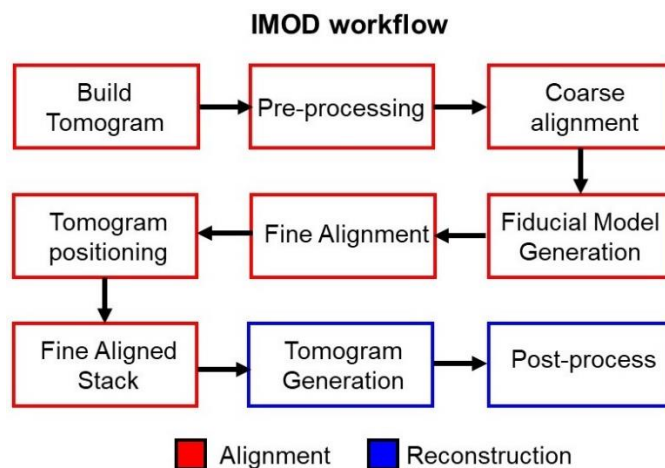 IMOD workflow
Build
Tomogram
Pre-processing
Coarse
alignment
Tomogram
positioning
Fine Alignment
Fiducial Model
Generation
Fine Aligned
Stack
Tomogram
Generation
Post-process
Alignment
Reconstruction